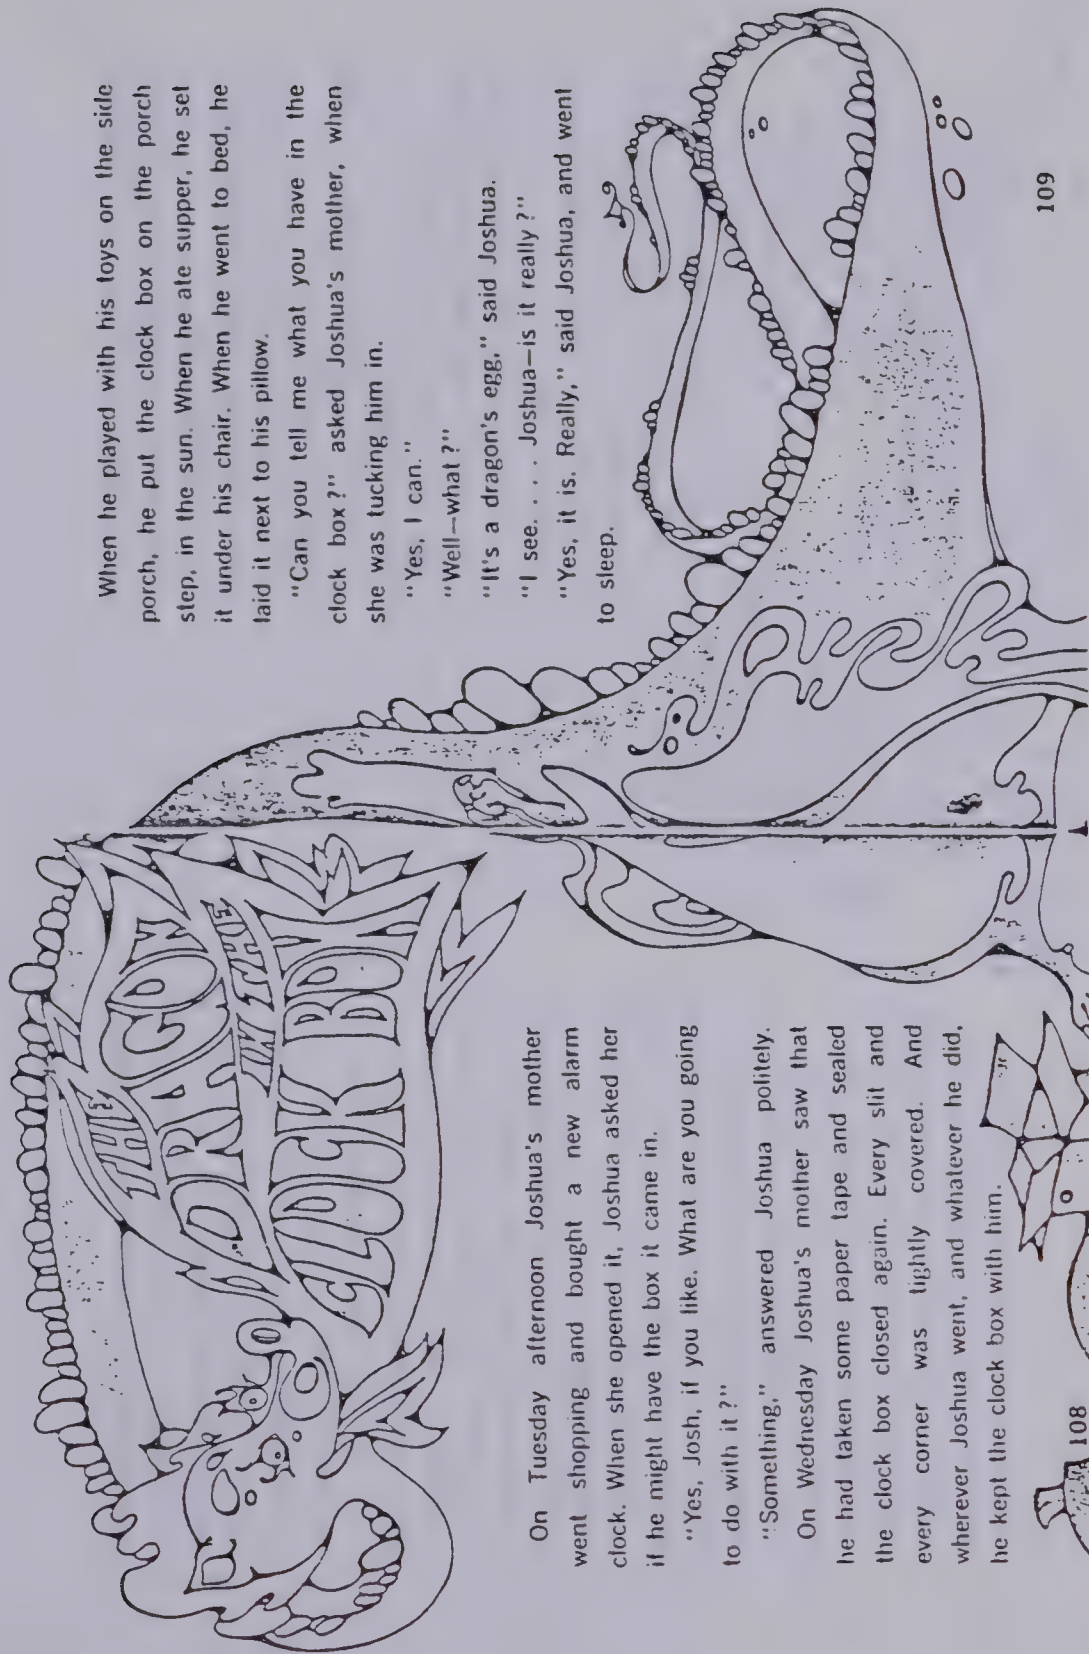 THE
DRAGON
IN THE
CLOCK BOX
On Tuesday afternoon Joshua's mother
went shopping and bought a new alarm
clock. When she opened it, Joshua asked her
if he might have the box it came in.
"Yes, Josh, if you like. What are you going
to do with it?"
"Something," answered Joshua politely.
On Wednesday Joshua's mother saw that
he had taken some paper tape and sealed
the clock box closed again. Every slit and
every corner was tightly covered. And
wherever Joshua went, and whatever he did,
he kept the clock box with him.
108
When he played with his toys on the side
porch, he put the clock box on the porch
step, in the sun. When he ate supper, he set
it under his chair. When he went to bed, he
laid it next to his pillow.
"Can you tell me what you have in the
clock box?" asked Joshua's mother, when
she was tucking him in.
"Yes, I can."
"Well—what?"
"It's a dragon's egg," said Joshua.
"I see. . . . Joshua—is it really?"
"Yes, it is. Really," said Joshua, and went
to sleep.
109